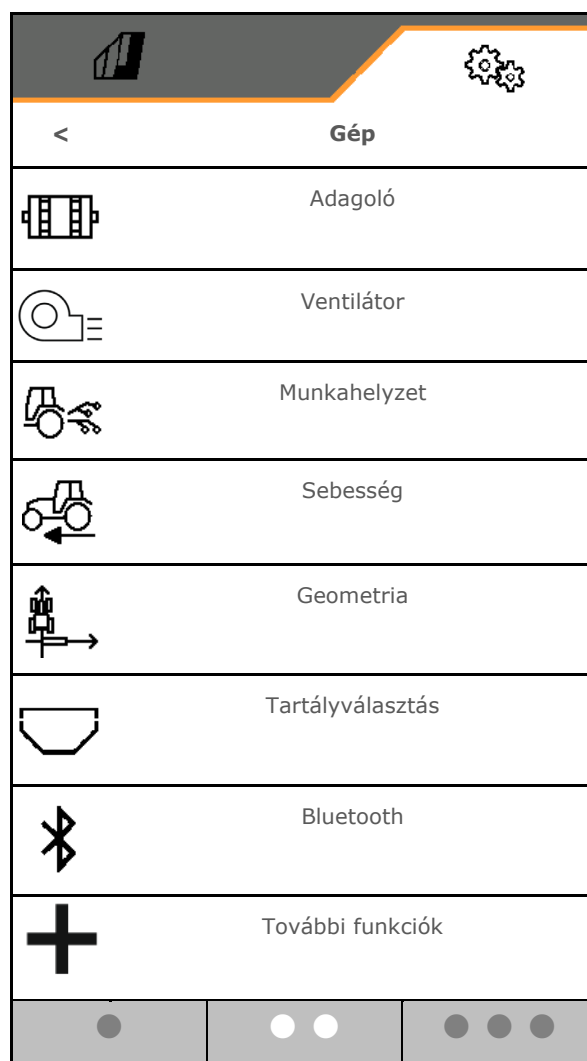 < Gép
Adagoló
Ventilátor
Munkahelyzet
Sebesség
Geometria
Tartályválasztás
Bluetooth
További funkciók